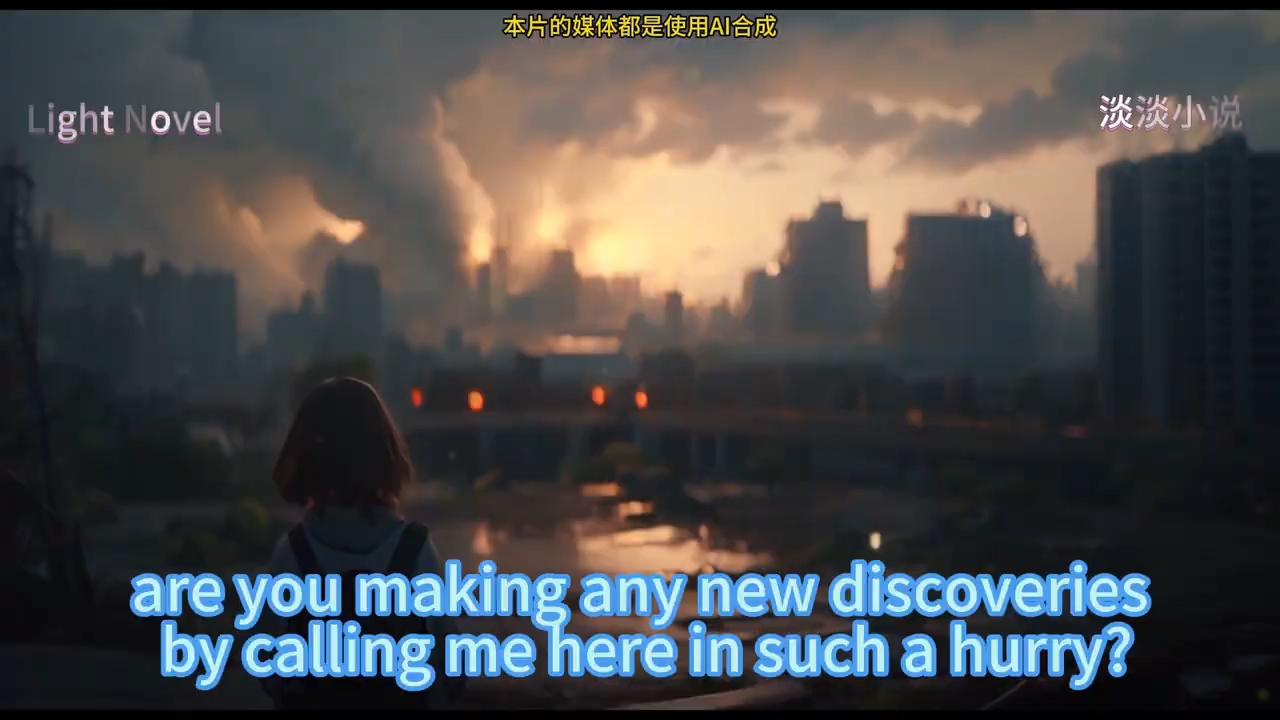 本片的媒体都是使用AI合成
Light Novel
淡淡小说
are you making any new discoveries
by calling me here in such a hurry?